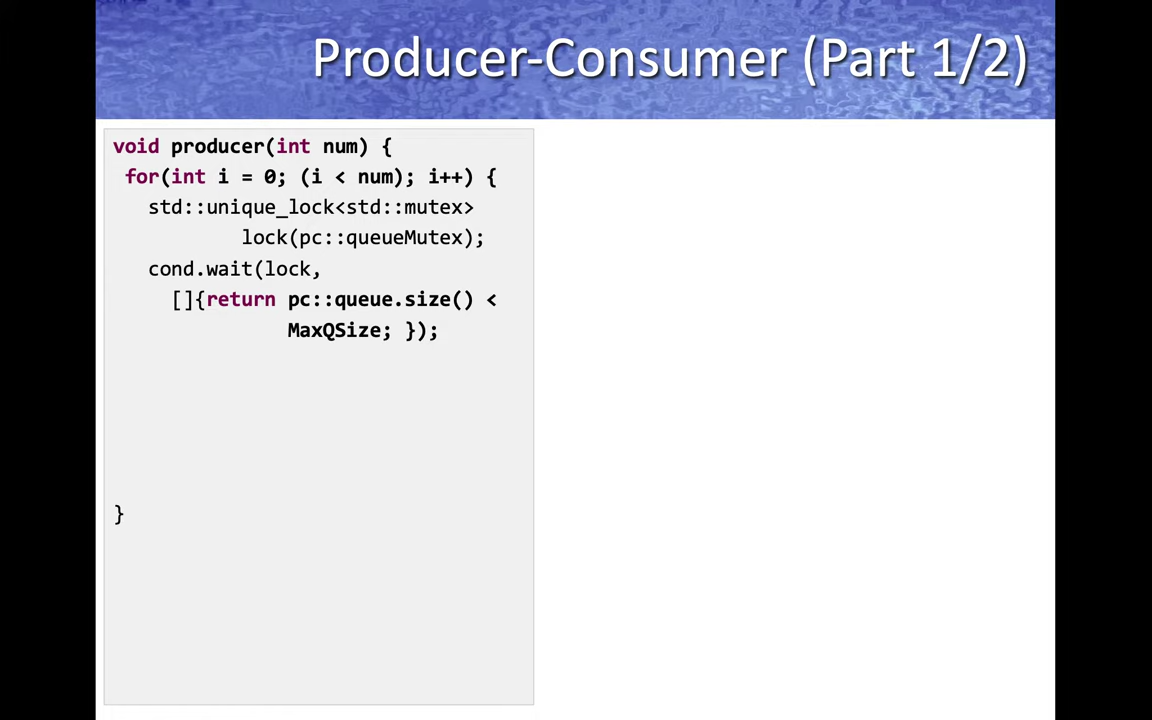 Producer-Consumer (Part 1/2)
void producer(int num) {
for(int i = 0; (i < num); i++) {
std::unique_lock<std::mutex>
lock(pc::queueMutex);
cond.wait(lock,
[]{return pc::queue.size() <
MaxQSize; });
}